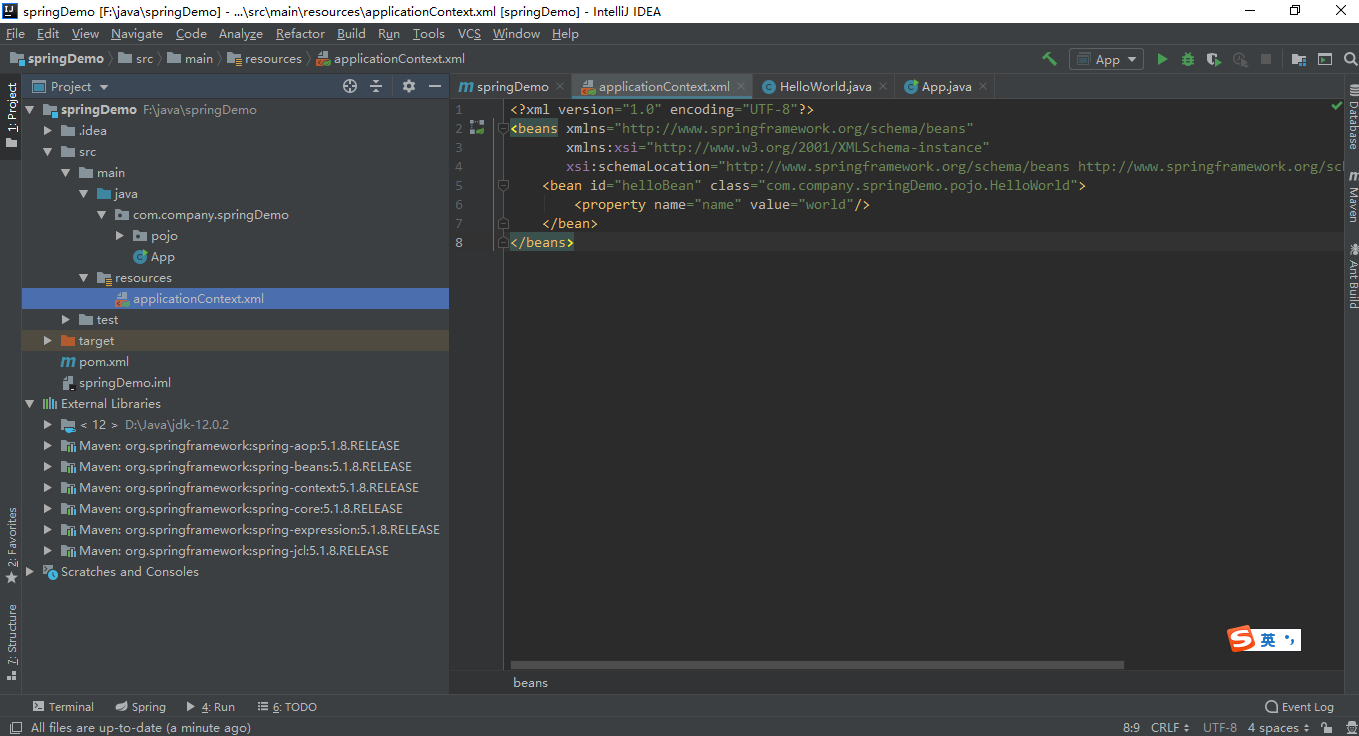 springDemo [F:\java\springDemo] - ...\src\main\resources\applicationContext.xml [springDemo] - IntelliJ IDEA
File Edit View Navigate Code Analyze Refactor Build Run Tools VCS Window Help
springDemo src main resources applicationContext.xml App
1: Project
Project
springDemo F:\java\springDemo
.idea
src
main
java
com.company.springDemo
pojo
App
resources
applicationContext.xml
test
target
pom.xml
springDemo.iml
External Libraries
< 12 > D:\Java\jdk-12.0.2
Maven: org.springframework:spring-aop:5.1.8.RELEASE
Maven: org.springframework:spring-beans:5.1.8.RELEASE
Maven: org.springframework:spring-context:5.1.8.RELEASE
Maven: org.springframework:spring-core:5.1.8.RELEASE
Maven: org.springframework:spring-expression:5.1.8.RELEASE
Maven: org.springframework:spring-jcl:5.1.8.RELEASE
Scratches and Consoles
2: Favorites
7: Structure
springDemo applicationContext.xml HelloWorld.java App.java
1 <?xml version="1.0" encoding="UTF-8"?>
2 <beans xmlns="http://www.springframework.org/schema/beans"
3 xmlns:xsi="http://www.w3.org/2001/XMLSchema-instance"
4 xsi:schemaLocation="http://www.springframework.org/schema/beans http://www.springframework.org/sc
5 <bean id="helloBean" class="com.company.springDemo.pojo.HelloWorld">
6 <property name="name" value="world"/>
7 </bean>
8 </beans>
Database
Maven
Ant Build
英
beans
Terminal Spring 4: Run 6: TODO Event Log
All files are up-to-date (a minute ago) 8:9 CRLF UTF-8 4 spaces